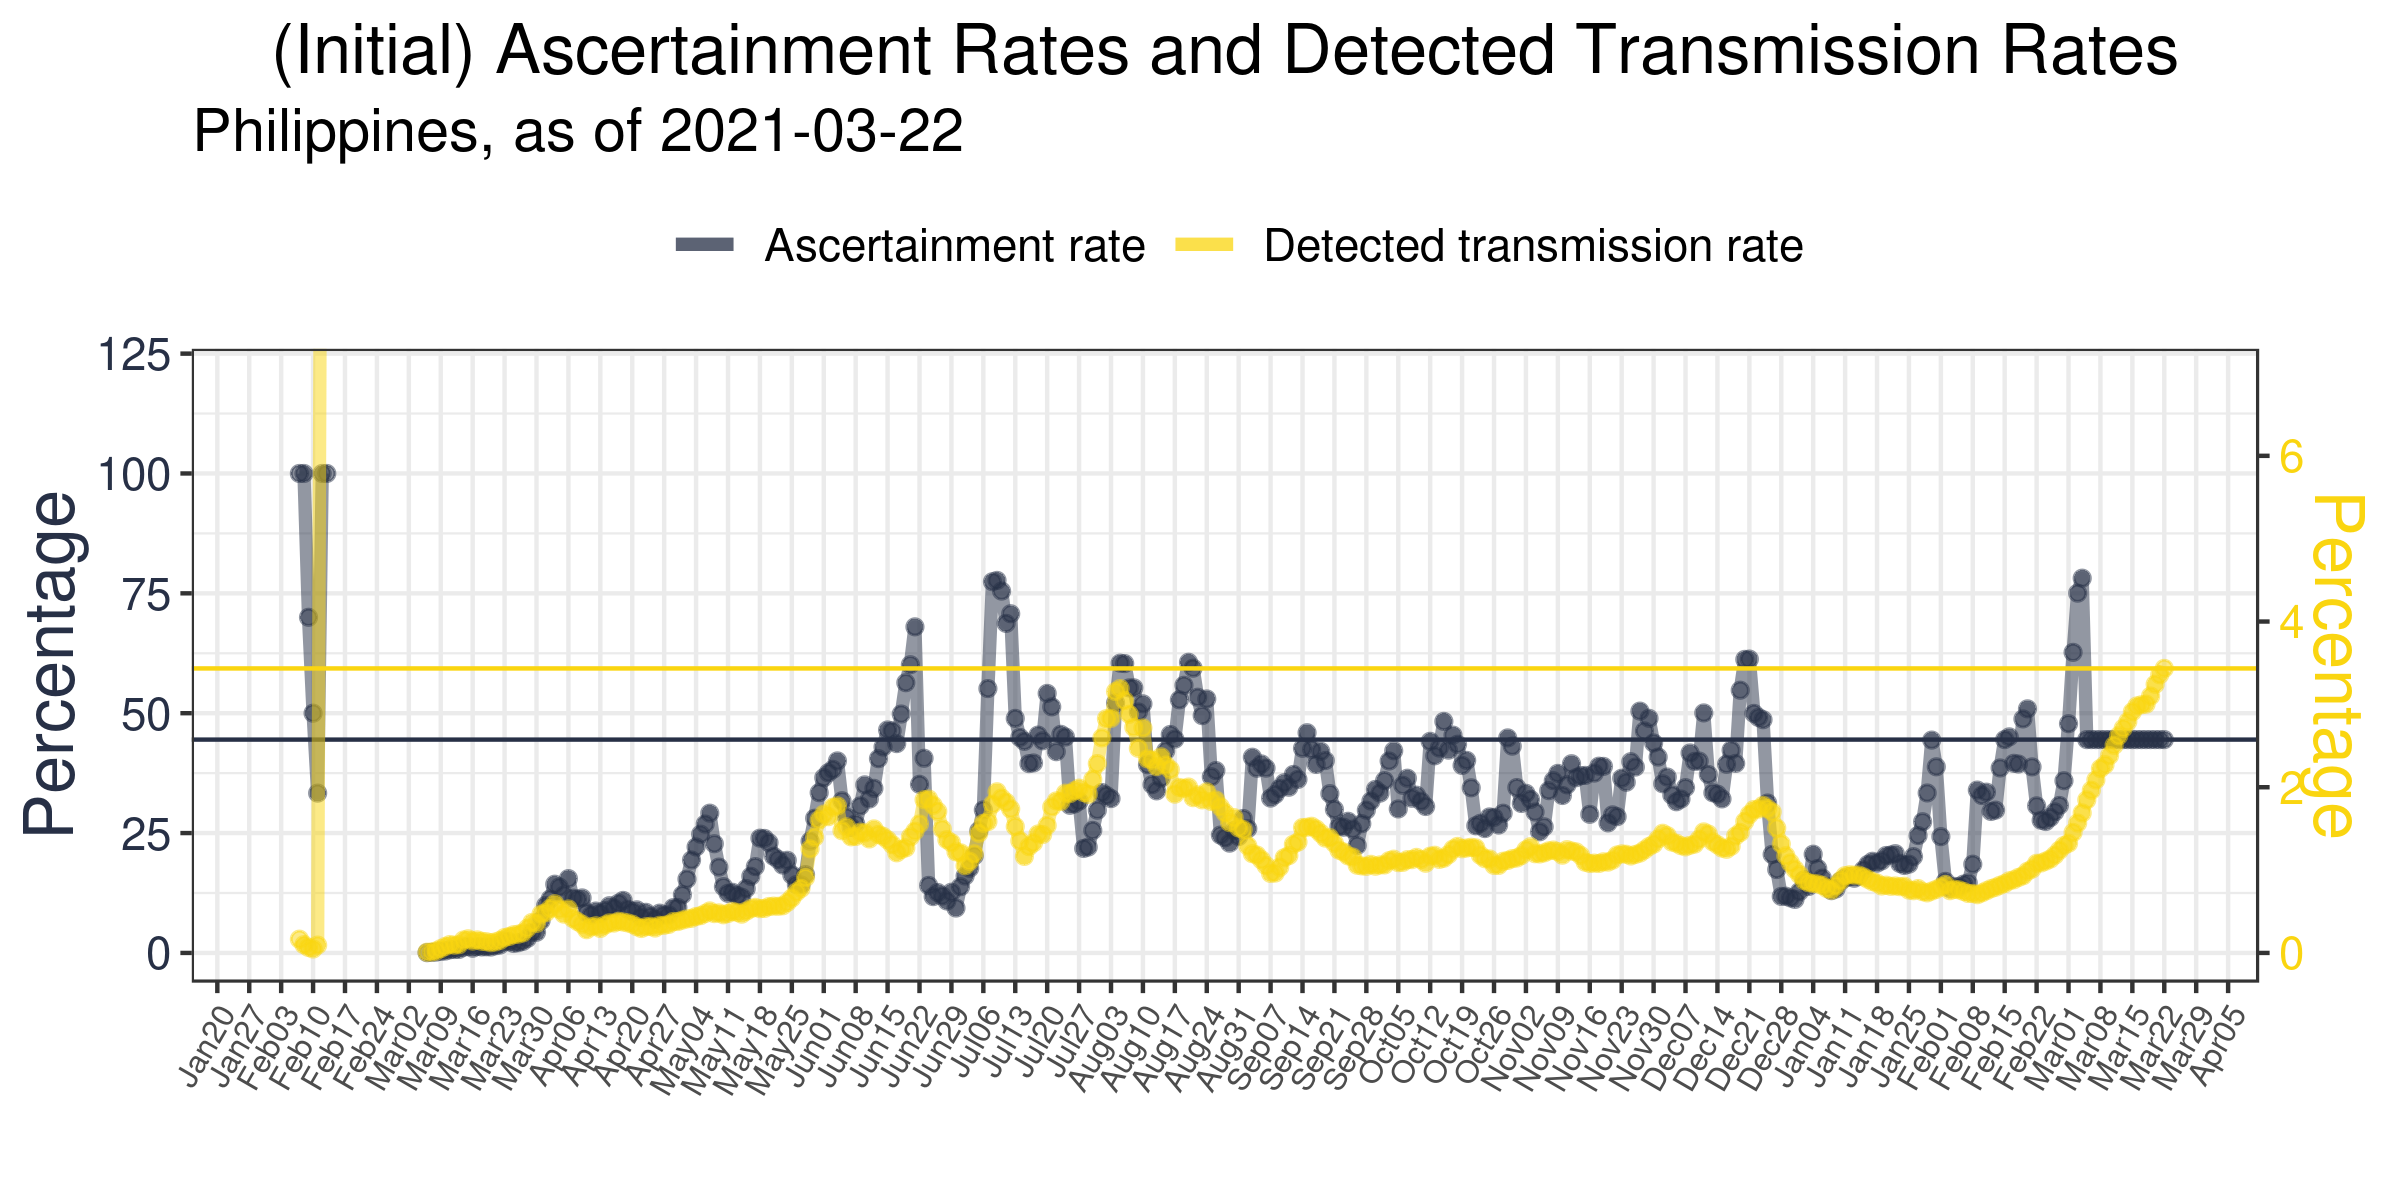 (Initial) Ascertainment Rates and Detected Transmission Rates
Philippines, as of 2021-03-22
Ascertainment rate
Detected transmission rate
Percentage
125
100
75
50
25
0
6
4
2
0
Percentage
Jan20
Jan27
Feb03
Feb10
Feb17
Feb24
Mar02
Mar09
Mar16
Mar23
Mar30
Apr06
Apr13
Apr20
Apr27
May04
May11
May18
May25
Jun01
Jun08
Jun15
Jun22
Jun29
Jul06
Jul13
Jul20
Jul27
Aug03
Aug10
Aug17
Aug24
Aug31
Sep07
Sep14
Sep21
Sep28
Oct05
Oct12
Oct19
Oct26
Nov02
Nov09
Nov16
Nov23
Nov30
Dec07
Dec14
Dec21
Dec28
Jan04
Jan11
Jan18
Jan25
Feb01
Feb08
Feb15
Feb22
Mar01
Mar08
Mar15
Mar22
Mar29
Apr05